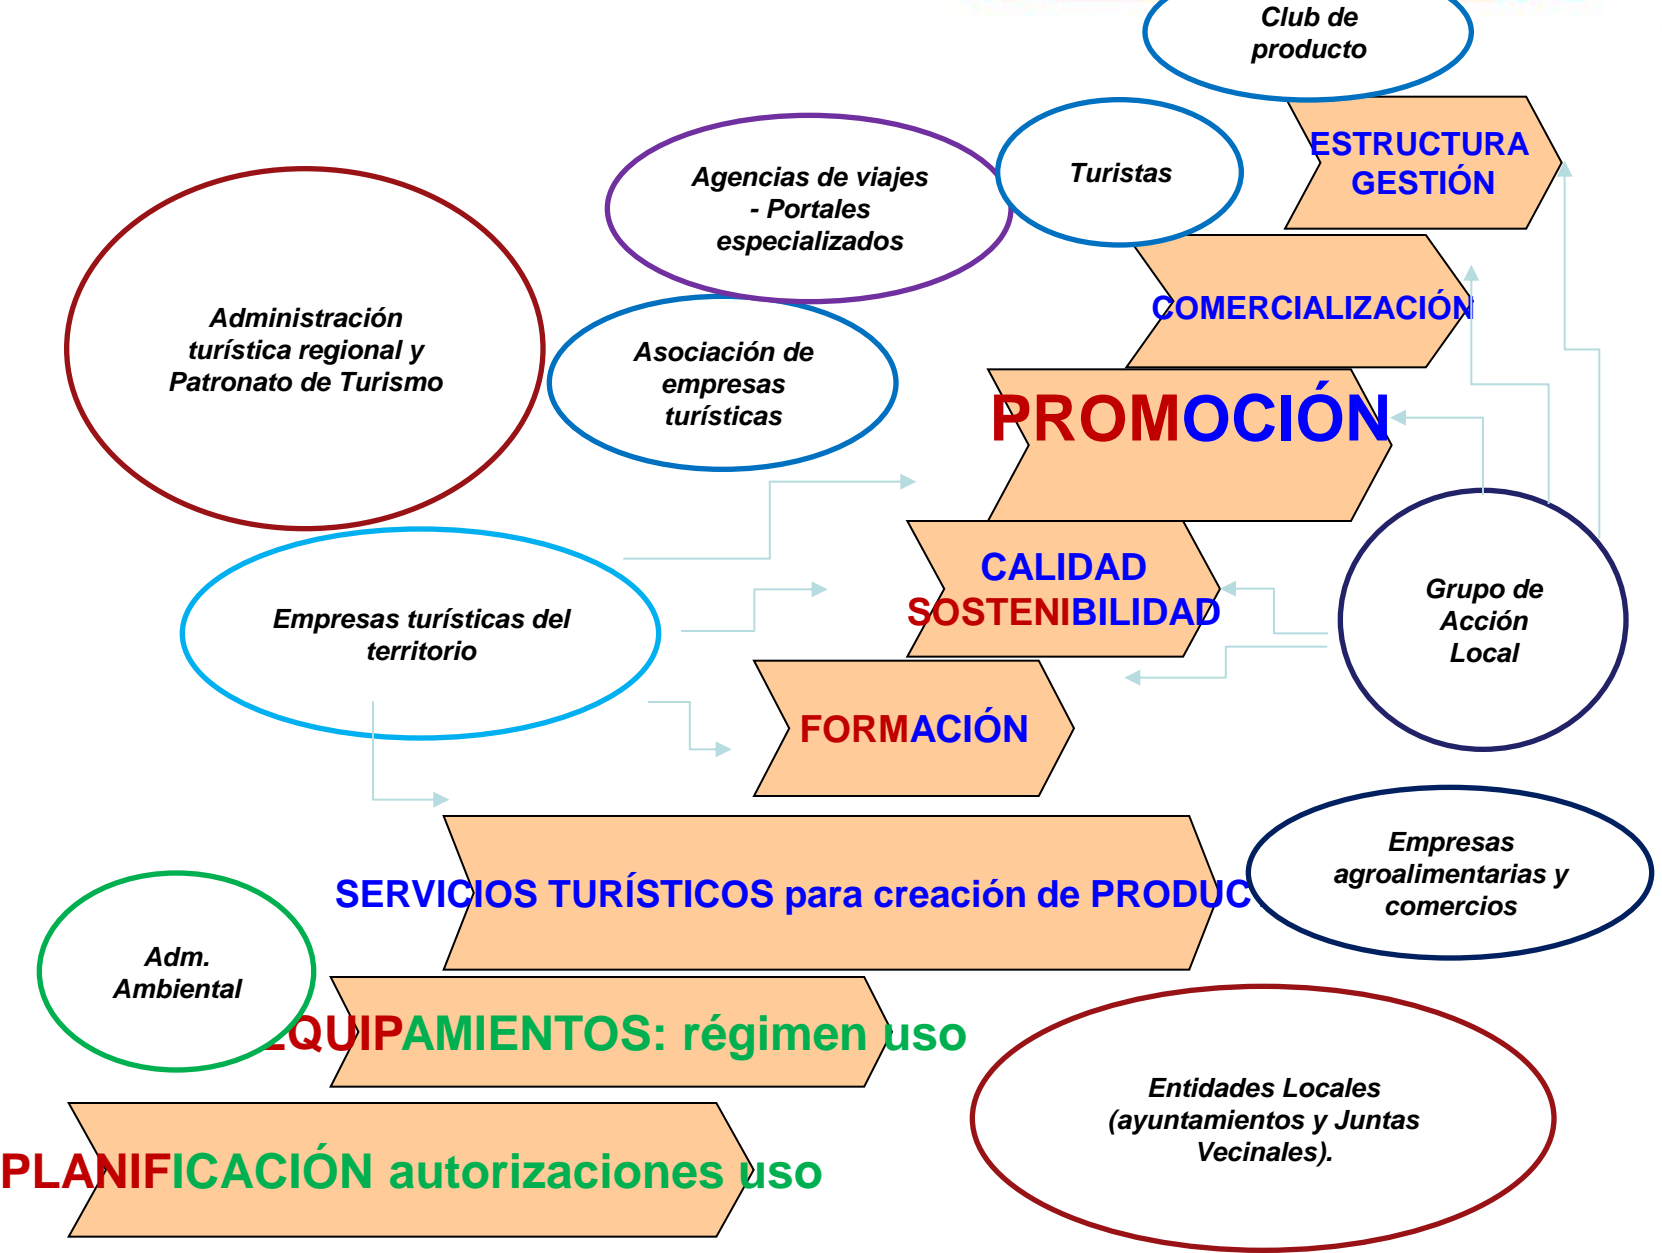 Club de
producto
ESTRUCTURA
GESTIÓN
Turistas
Agencias de viajes
- Portales
especializados
COMERCIALIZACIÓN
Administración
turística regional y
Patronato de Turismo
Asociación de
empresas
turísticas
PROMOCIÓN
CALIDAD
SOSTENIBILIDAD
Grupo de
Acción
Local
Empresas turísticas del
territorio
FORMACIÓN
Empresas
agroalimentarias y
comercios
SERVICIOS TURÍSTICOS para creación de PRODUC
Adm.
Ambiental
EQUIPAMIENTOS: régimen uso
Entidades Locales
(ayuntamientos y Juntas
Vecinales).
PLANIFICACIÓN autorizaciones uso